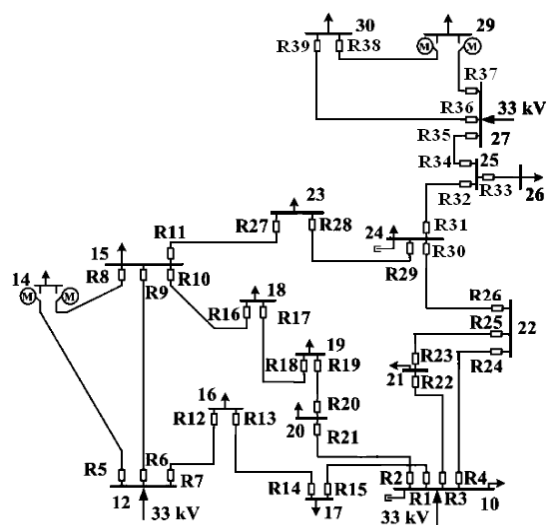 30 29
R39 R38 M M
R37
R36 33 kV
R35 27
R34 25
R32 R33 26
23
R11 R27 R28 24 R31
15 R30
R8 R9 R10 R29
14 M M
18 R26
R16 R17 R25 22
19 R23 R24
R18 R19 21 R22
16
R12 R13 R20
20 R21
R5 R6 R7 R2 R1 R3 R4
R14 R15
12 17 10
33 kV 33 kV